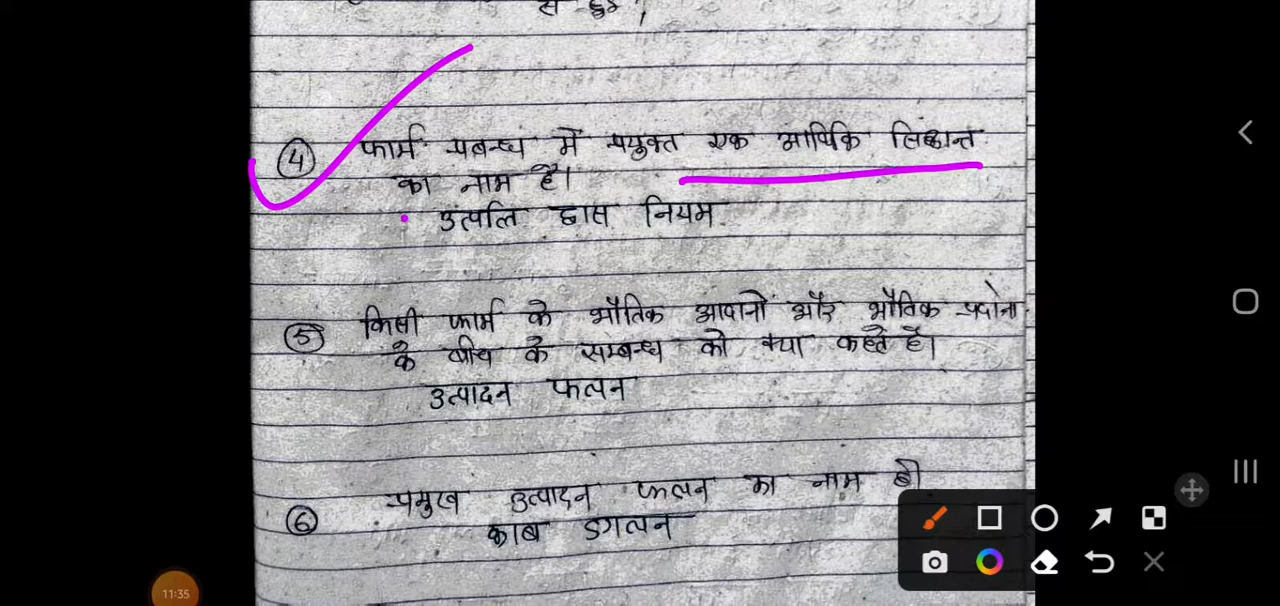 से हुई,
④ फार्म प्रबन्ध में प्रयुक्त एक आर्थिक सिद्धान्त
का नाम है।
उत्पत्ति ह्रास नियम
⑤ किसी फार्म के भौतिक आदानों और भौतिक प्रदोनो
के बीच के सम्बन्ध को क्या कहते हैं।
उत्पादन फलन
⑥ प्रमुख उत्पादन फलन का नाम
काब डगलन
11:35